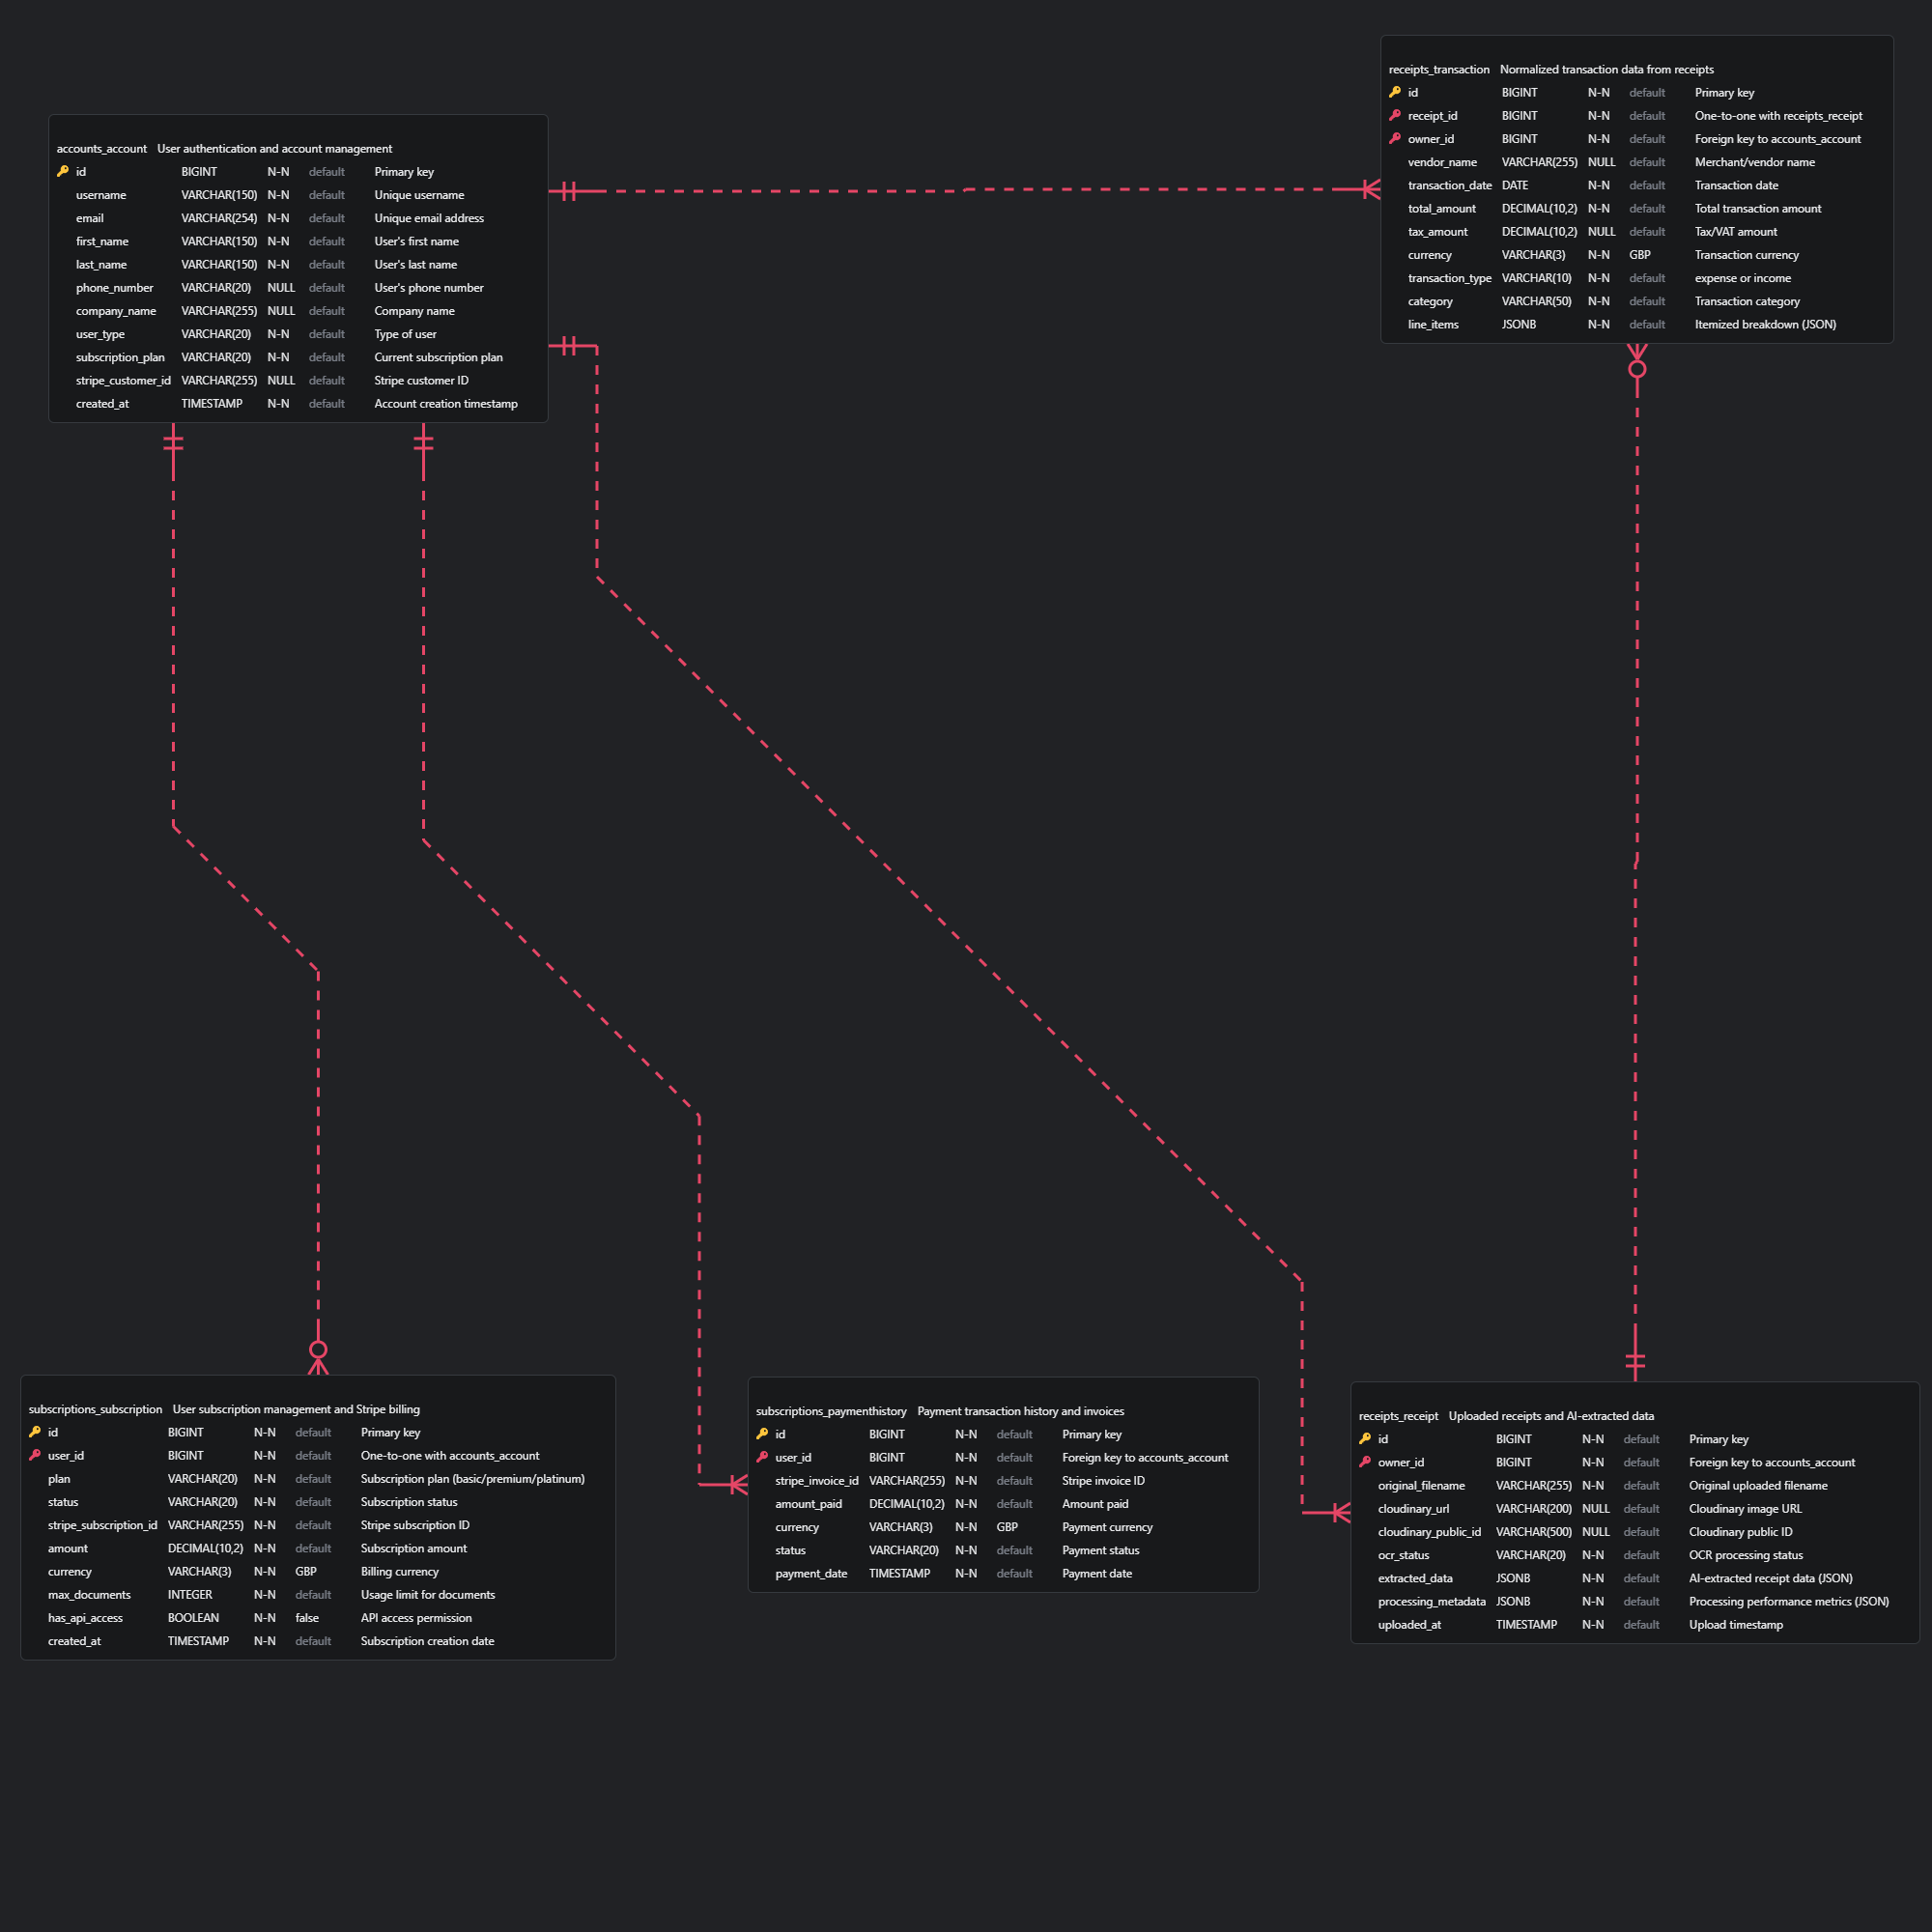 accounts_account User authentication and account management
id BIGINT N-N default Primary key
username VARCHAR(150) N-N default Unique username
email VARCHAR(254) N-N default Unique email address
first_name VARCHAR(150) N-N default User's first name
last_name VARCHAR(150) N-N default User's last name
phone_number VARCHAR(20) NULL default User's phone number
company_name VARCHAR(255) NULL default Company name
user_type VARCHAR(20) N-N default Type of user
subscription_plan VARCHAR(20) N-N default Current subscription plan
stripe_customer_id VARCHAR(255) NULL default Stripe customer ID
created_at TIMESTAMP N-N default Account creation timestamp
receipts_transaction Normalized transaction data from receipts
id BIGINT N-N default Primary key
receipt_id BIGINT N-N default One-to-one with receipts_receipt
owner_id BIGINT N-N default Foreign key to accounts_account
vendor_name VARCHAR(255) NULL default Merchant/vendor name
transaction_date DATE N-N default Transaction date
total_amount DECIMAL(10,2) N-N default Total transaction amount
tax_amount DECIMAL(10,2) NULL default Tax/VAT amount
currency VARCHAR(3) N-N GBP Transaction currency
transaction_type VARCHAR(10) N-N default expense or income
category VARCHAR(50) N-N default Transaction category
line_items JSONB N-N default Itemized breakdown (JSON)
subscriptions_subscription User subscription management and Stripe billing
id BIGINT N-N default Primary key
user_id BIGINT N-N default One-to-one with accounts_account
plan VARCHAR(20) N-N default Subscription plan (basic/premium/platinum)
status VARCHAR(20) N-N default Subscription status
stripe_subscription_id VARCHAR(255) N-N default Stripe subscription ID
amount DECIMAL(10,2) N-N default Subscription amount
currency VARCHAR(3) N-N GBP Billing currency
max_documents INTEGER N-N default Usage limit for documents
has_api_access BOOLEAN N-N false API access permission
created_at TIMESTAMP N-N default Subscription creation date
subscriptions_paymenthistory Payment transaction history and invoices
id BIGINT N-N default Primary key
user_id BIGINT N-N default Foreign key to accounts_account
stripe_invoice_id VARCHAR(255) N-N default Stripe invoice ID
amount_paid DECIMAL(10,2) N-N default Amount paid
currency VARCHAR(3) N-N GBP Payment currency
status VARCHAR(20) N-N default Payment status
payment_date TIMESTAMP N-N default Payment date
receipts_receipt Uploaded receipts and AI-extracted data
id BIGINT N-N default Primary key
owner_id BIGINT N-N default Foreign key to accounts_account
original_filename VARCHAR(255) N-N default Original uploaded filename
cloudinary_url VARCHAR(200) NULL default Cloudinary image URL
cloudinary_public_id VARCHAR(500) NULL default Cloudinary public ID
ocr_status VARCHAR(20) N-N default OCR processing status
extracted_data JSONB N-N default AI-extracted receipt data (JSON)
processing_metadata JSONB N-N default Processing performance metrics (JSON)
uploaded_at TIMESTAMP N-N default Upload timestamp